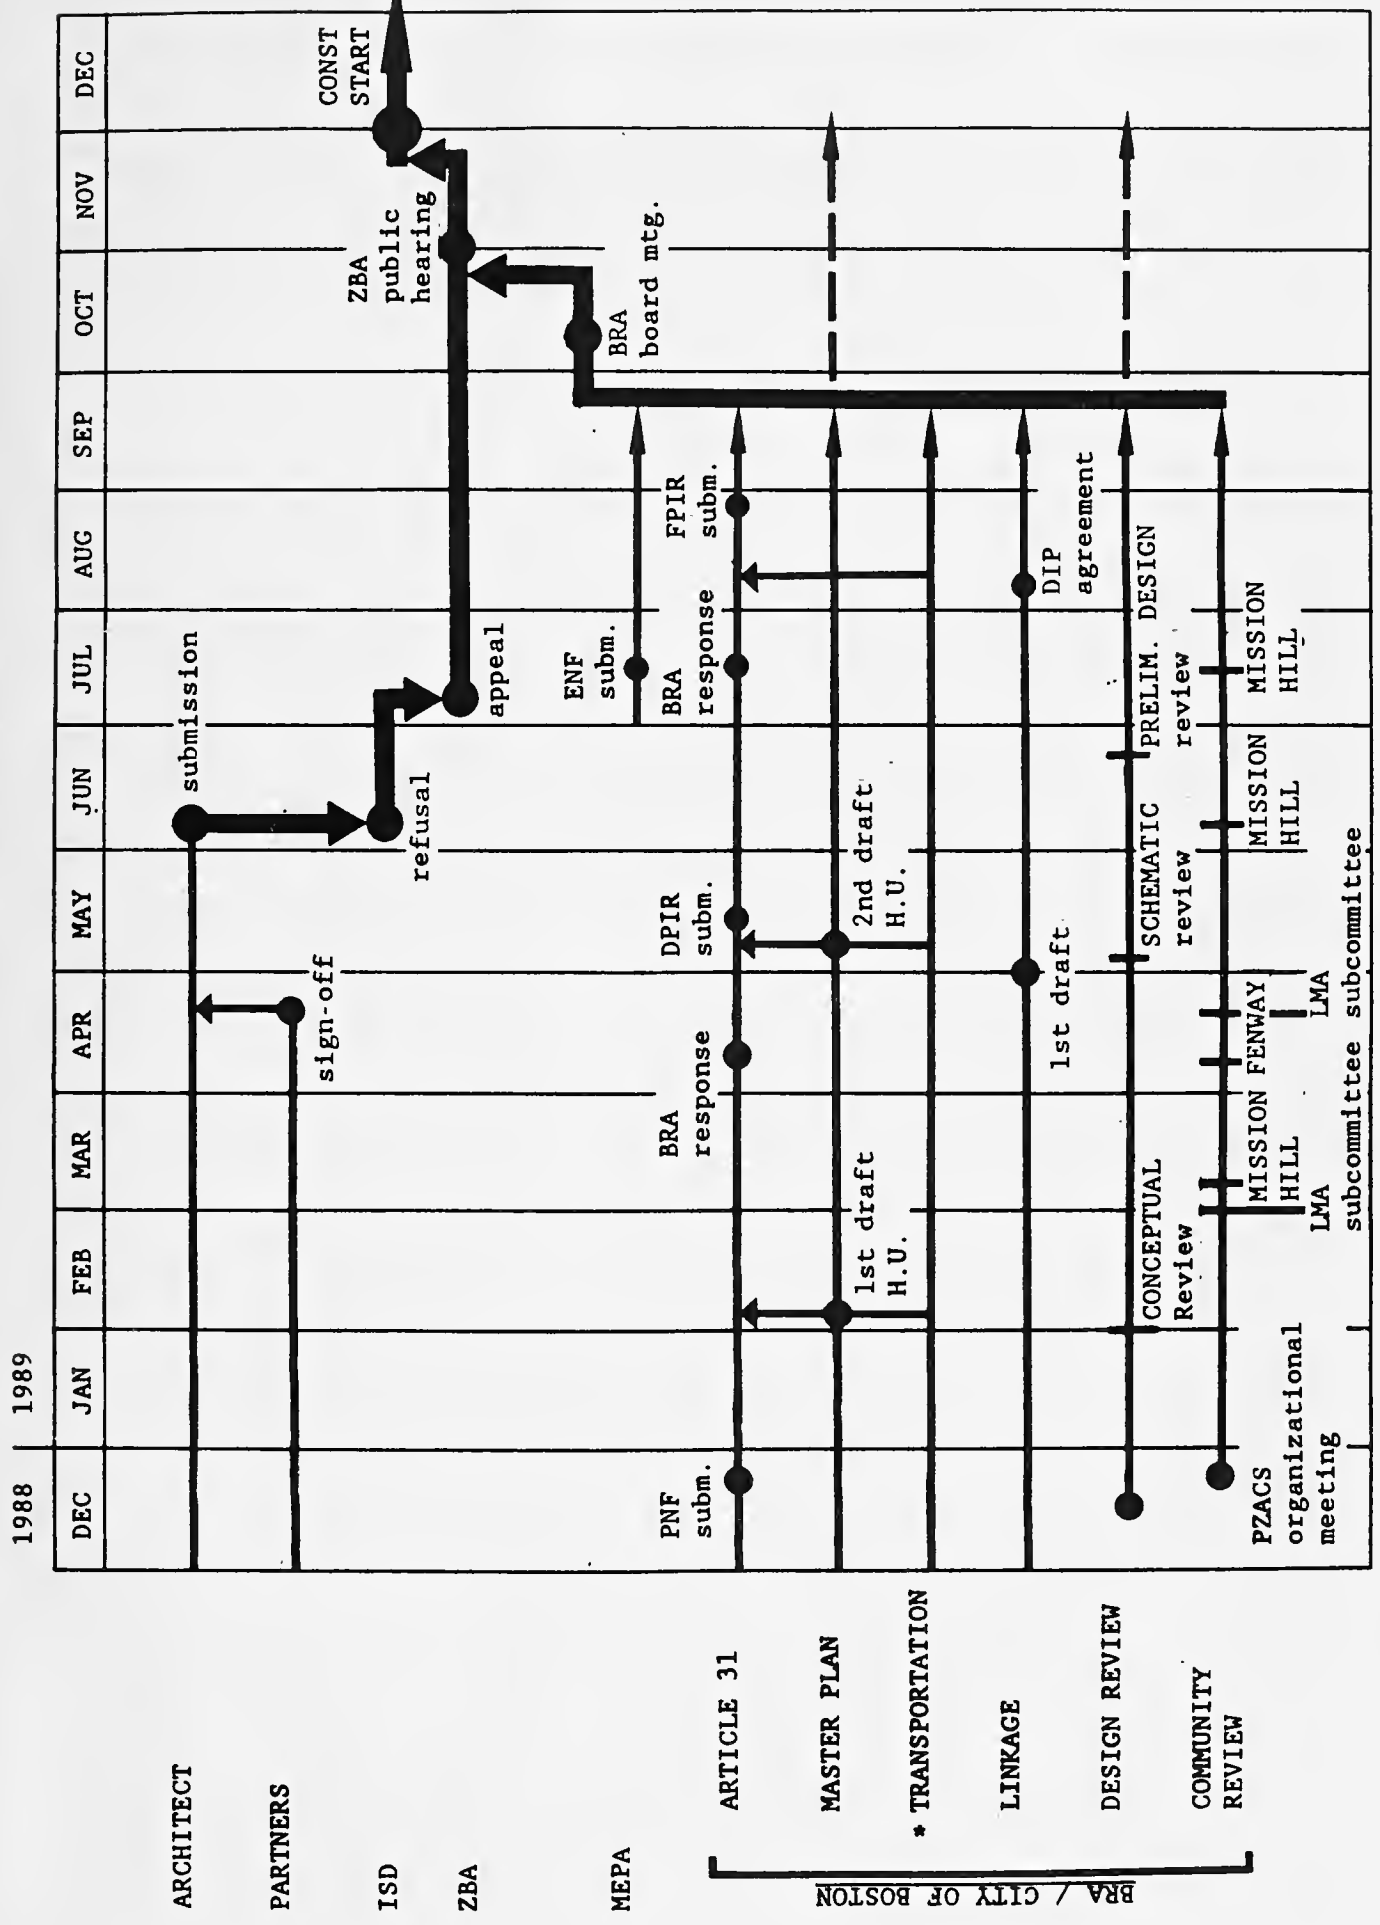 1988 1989
DEC JAN FEB MAR APR MAY JUN JUL AUG SEP OCT NOV DEC
ARCHITECT
submission
PARTNERS
sign-off
ISD
refusal
CONST
START
ZBA
appeal
ZBA
public
hearing
MEPA
ENF
subm.
BRA
board mtg.
BRA / CITY OF BOSTON
ARTICLE 31
PNF
subm.
BRA
response
DPIR
subm.
BRA
response
FPIR
subm.
MASTER PLAN
1st draft
H.U.
2nd draft
H.U.
* TRANSPORTATION
LINKAGE
1st draft
DIP
agreement
DESIGN REVIEW
CONCEPTUAL
Review
SCHEMATIC
review
PRELIM. DESIGN
review
COMMUNITY
REVIEW
PZACS
organizational
meeting
LMA
subcommittee
MISSION
HILL
FENWAY
LMA
subcommittee
MISSION
HILL
MISSION
HILL